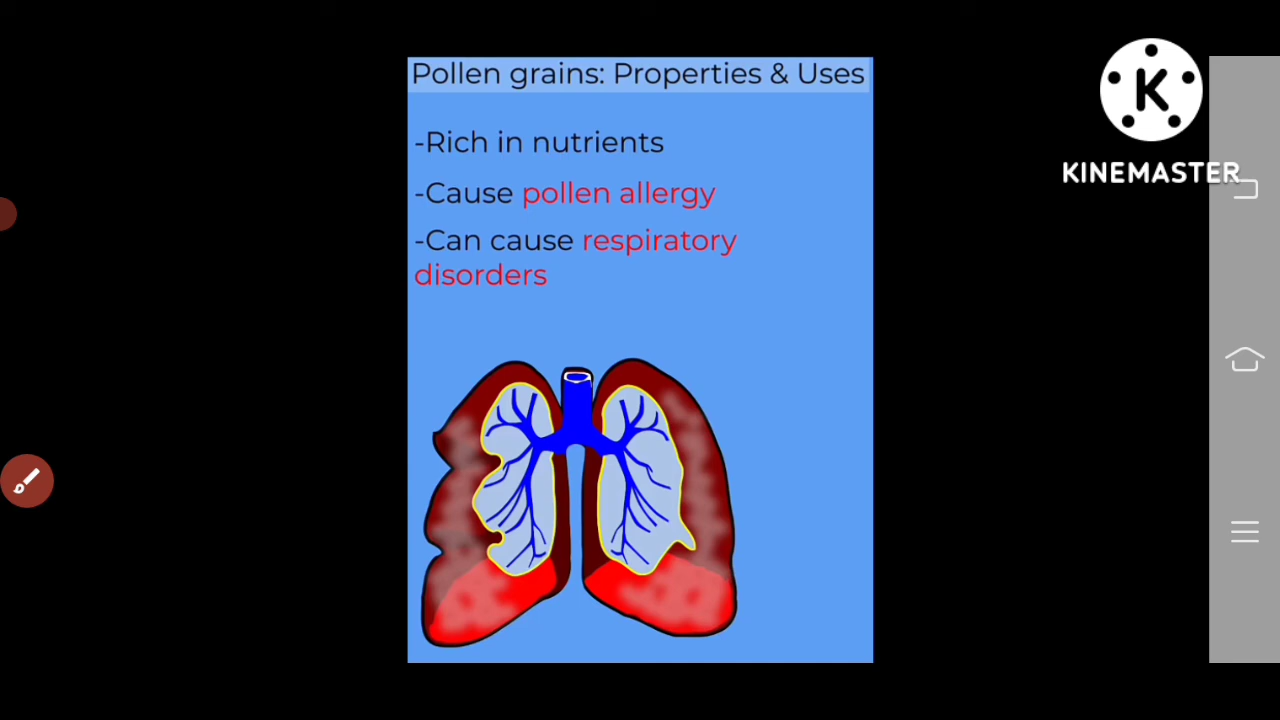 Pollen grains: Properties & Uses
-Rich in nutrients
-Cause pollen allergy
-Can cause respiratory
disorders
K
KINEMASTER